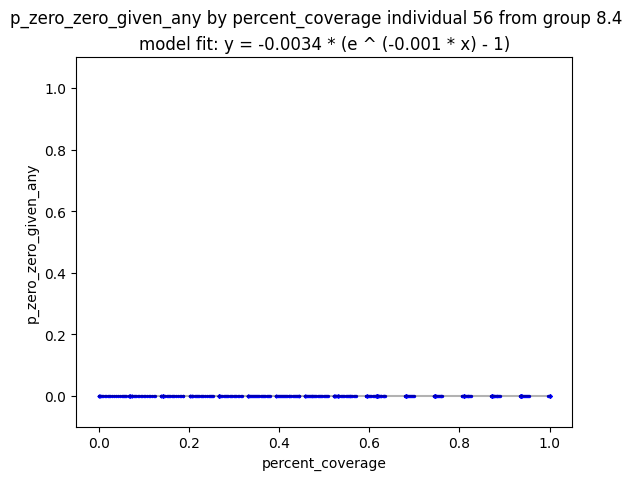 p_zero_zero_given_any by percent_coverage individual 56 from group 8.4
model fit: y = -0.0034 * (e ^ (-0.001 * x) - 1)
p_zero_zero_given_any
1.0
0.8
0.6
0.4
0.2
0.0
0.0 0.2 0.4 0.6 0.8 1.0
percent_coverage